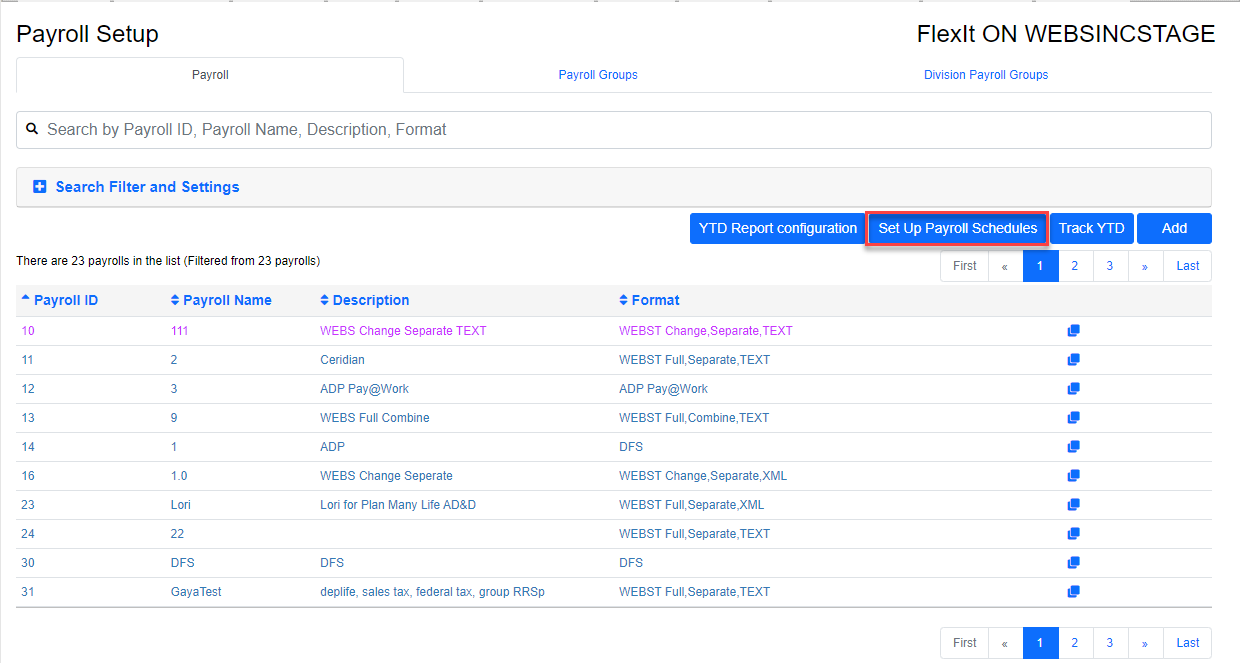 Payroll Setup FlexIt ON WEBSINCSTAGE
Payroll Payroll Groups Division Payroll Groups
Search by Payroll ID, Payroll Name, Description, Format
Search Filter and Settings
YTD Report configuration Set Up Payroll Schedules Track YTD Add
There are 23 payrolls in the list (Filtered from 23 payrolls) First « 1 2 3 » Last
Payroll ID Payroll Name Description Format
10 111 WEBS Change Separate TEXT WEBST Change,Separate,TEXT
11 2 Ceridian WEBST Full,Separate,TEXT
12 3 ADP Pay@Work ADP Pay@Work
13 9 WEBS Full Combine WEBST Full,Combine,TEXT
14 1 ADP DFS
16 1.0 WEBS Change Seperate WEBST Change,Separate,XML
23 Lori Lori for Plan Many Life AD&D WEBST Full,Separate,XML
24 22 WEBST Full,Separate,TEXT
30 DFS DFS DFS
31 GayaTest deplife, sales tax, federal tax, group RRSp WEBST Full,Separate,TEXT
First « 1 2 3 » Last